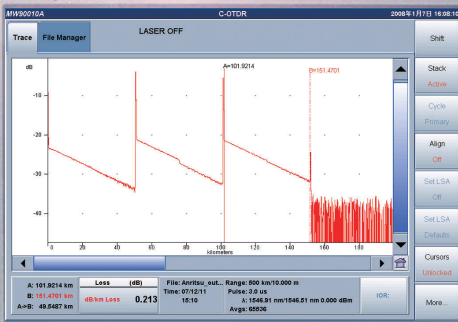 MW90010A C-OTDR 2008年1月7日 16:08:10
Trace File Manager LASER OFF Shift
A=101.9214
B=151.4701
dB
-10
-20
-30
-40
0 20 40 60 80 100 120 140 160 180
kilometers
Stack
Active
Cycle
Primary
Align
Off
Set LSA
Off
Set LSA
Defaults
Cursors
Unlocked
More...
A: 101.9214 km
B: 151.4701 km
A->B: 49.5487 km
Loss (dB)
dB/km Loss 0.213
File: Anritsu_out...
Time: 07/12/11
15:10
Range: 500 km/10.000 m
Pulse: 3.0 us
λ: 1546.91 nm/1546.51 nm 0.000 dBm
Avgs: 65536
IOR: